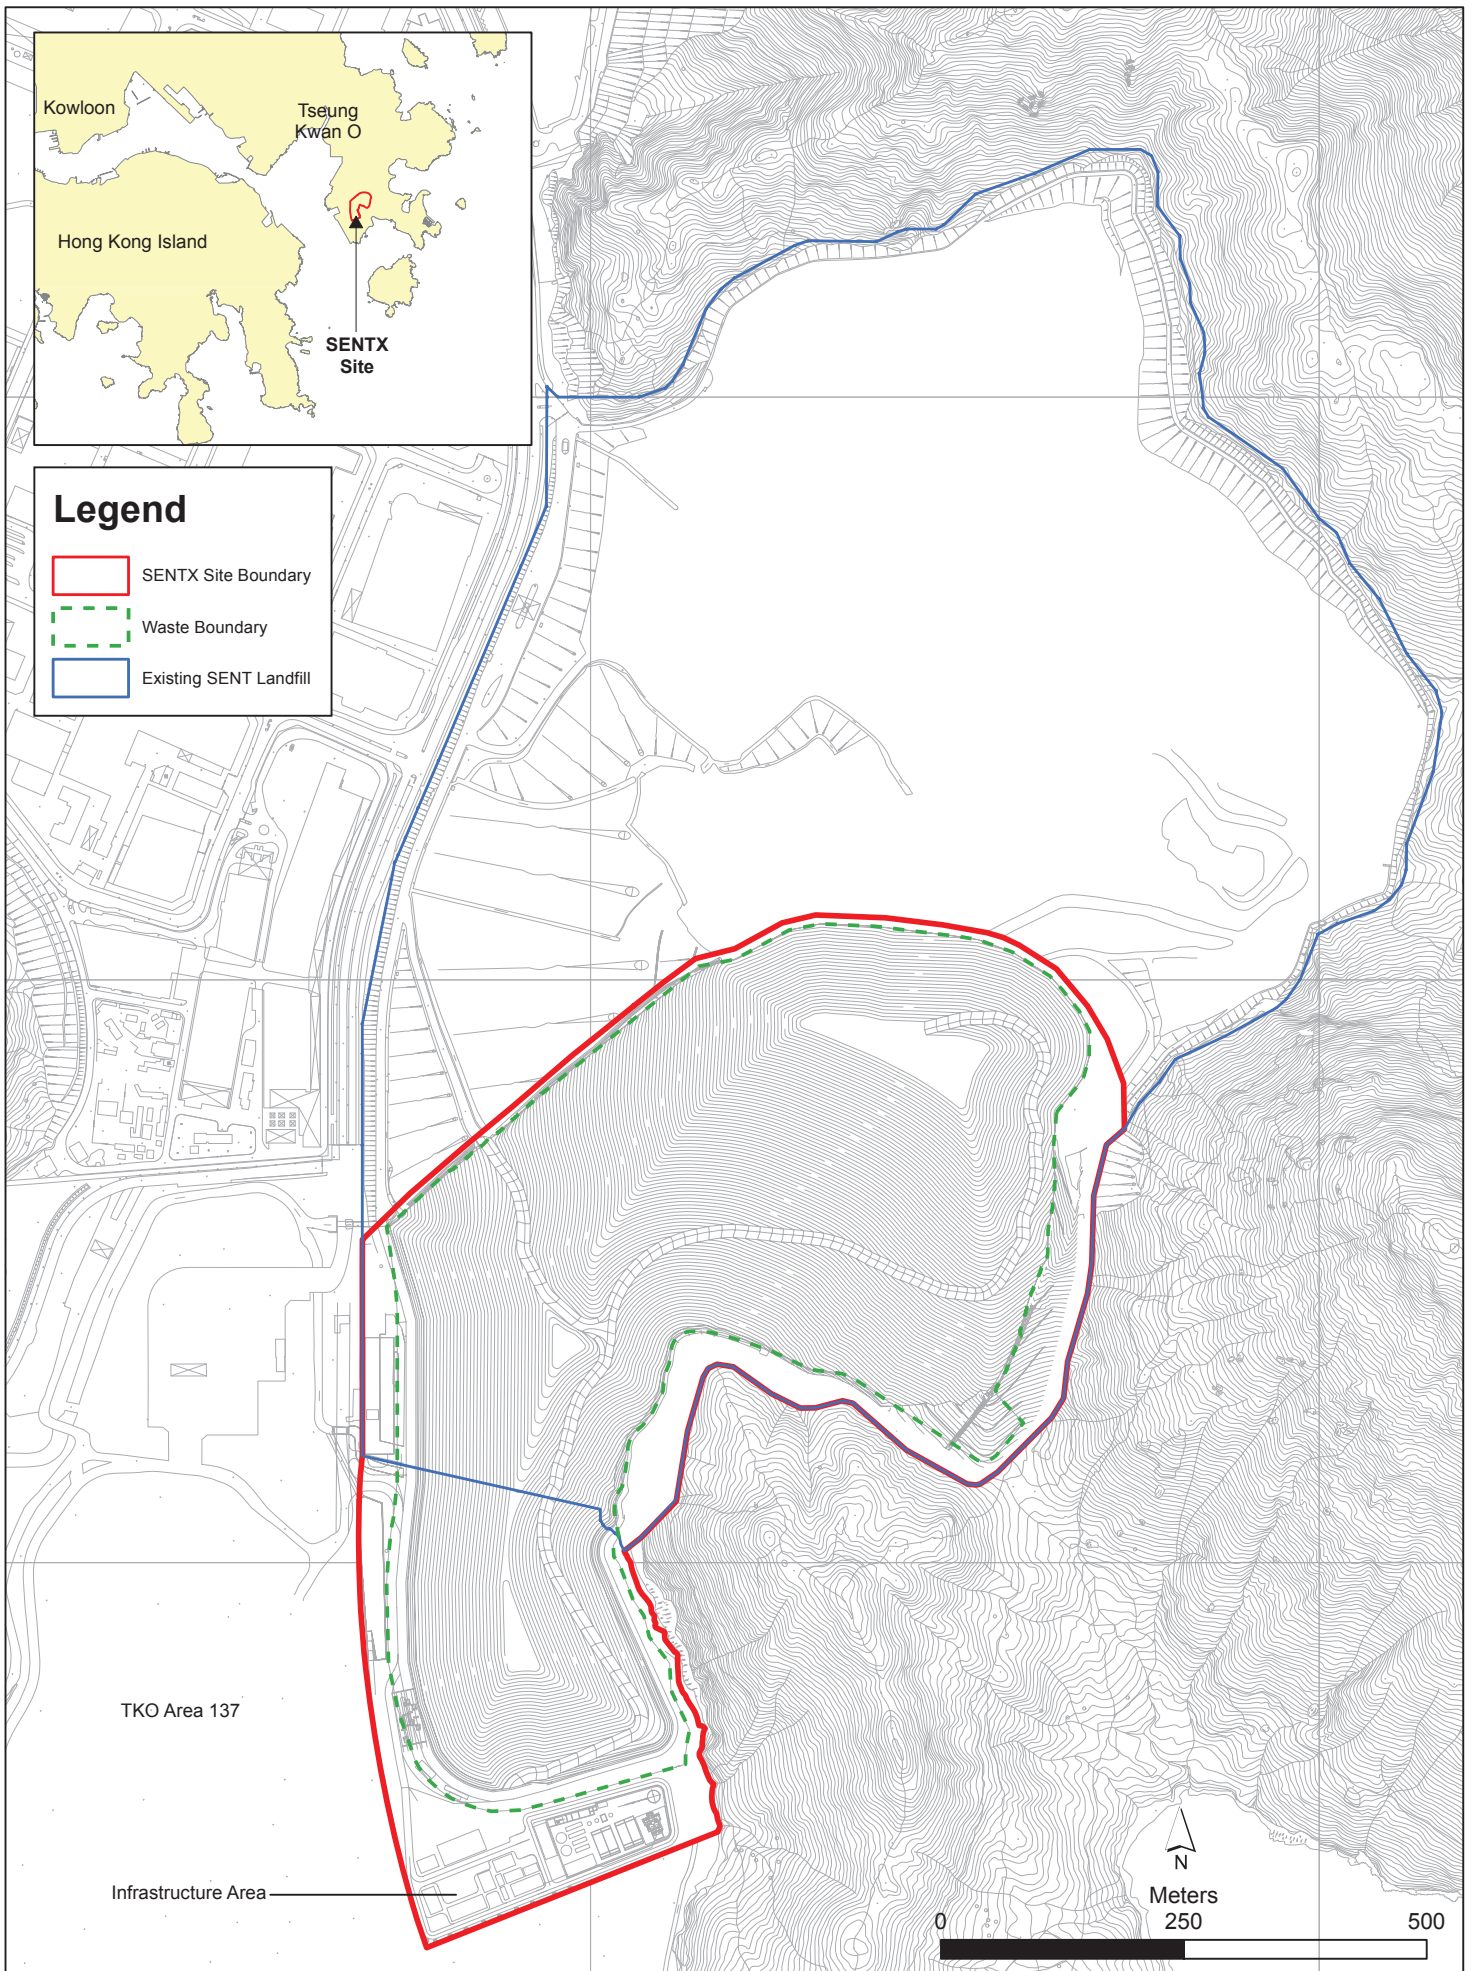 Kowloon
Tseung
Kwan O
Hong Kong Island
SENTX
Site
Legend
SENTX Site Boundary
Waste Boundary
Existing SENT Landfill
TKO Area 137
Infrastructure Area
N
Meters
0 250 500